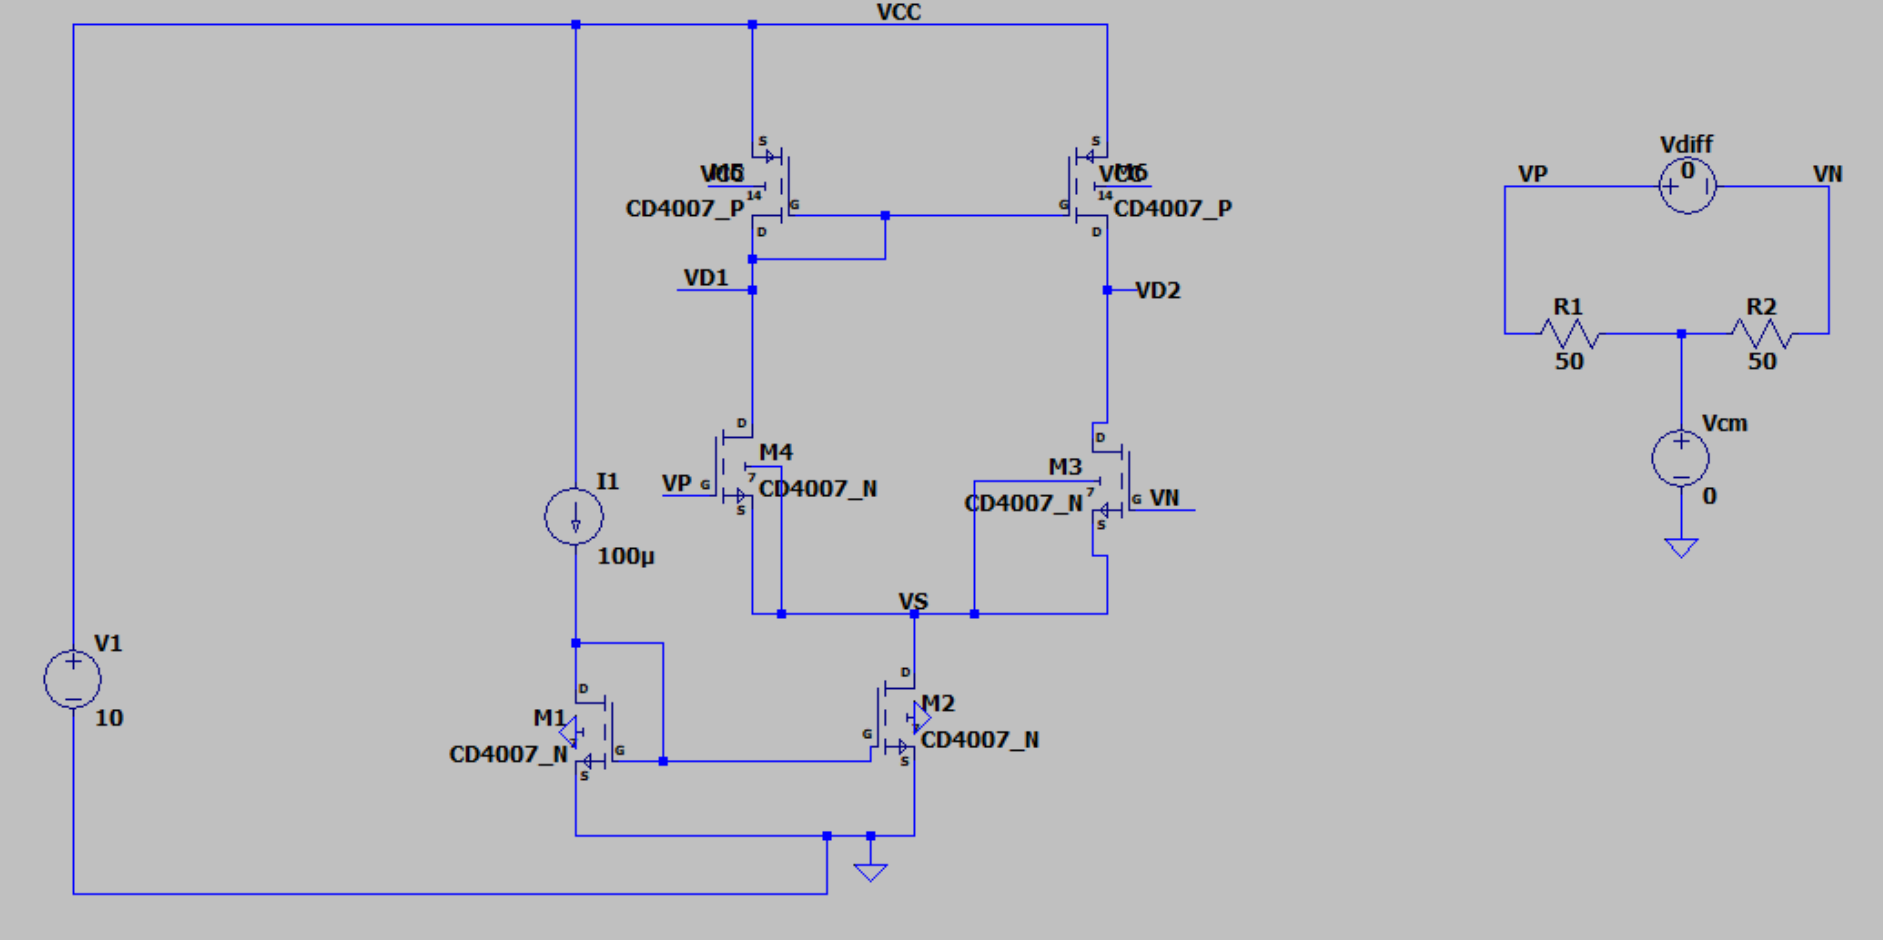 VCC
S
S
Vdiff
0
VP
VN
VCC
M5
VCC
M6
14
14
CD4007_P
G
G
CD4007_P
D
D
VD1
VD2
R1
R2
50
50
D
Vcm
D
M4
M3
I1
VP
G
7
CD4007_N
7
CD4007_N
G
VN
S
S
0
100µ
VS
V1
D
D
M1
M2
10
G
7
7
CD4007_N
G
CD4007_N
S
S